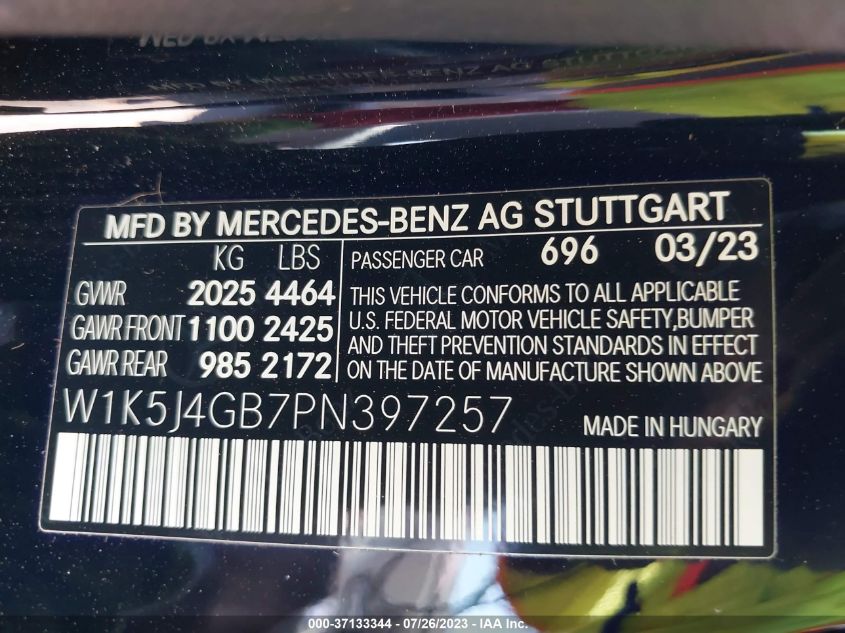 MFD BY MERCEDES-BENZ AG STUTTGART
KG LBS
GVWR 2025 4464
GAWR FRONT 1100 2425
GAWR REAR 985 2172
PASSENGER CAR 696 03/23
THIS VEHICLE CONFORMS TO ALL APPLICABLE
U.S. FEDERAL MOTOR VEHICLE SAFETY,BUMPER
AND THEFT PREVENTION STANDARDS IN EFFECT
ON THE DATE OF MANUFACTURE SHOWN ABOVE
W1K5J4GB7PN397257
MADE IN HUNGARY
000-37133344 / 07/26/2023 - © IAA Inc.